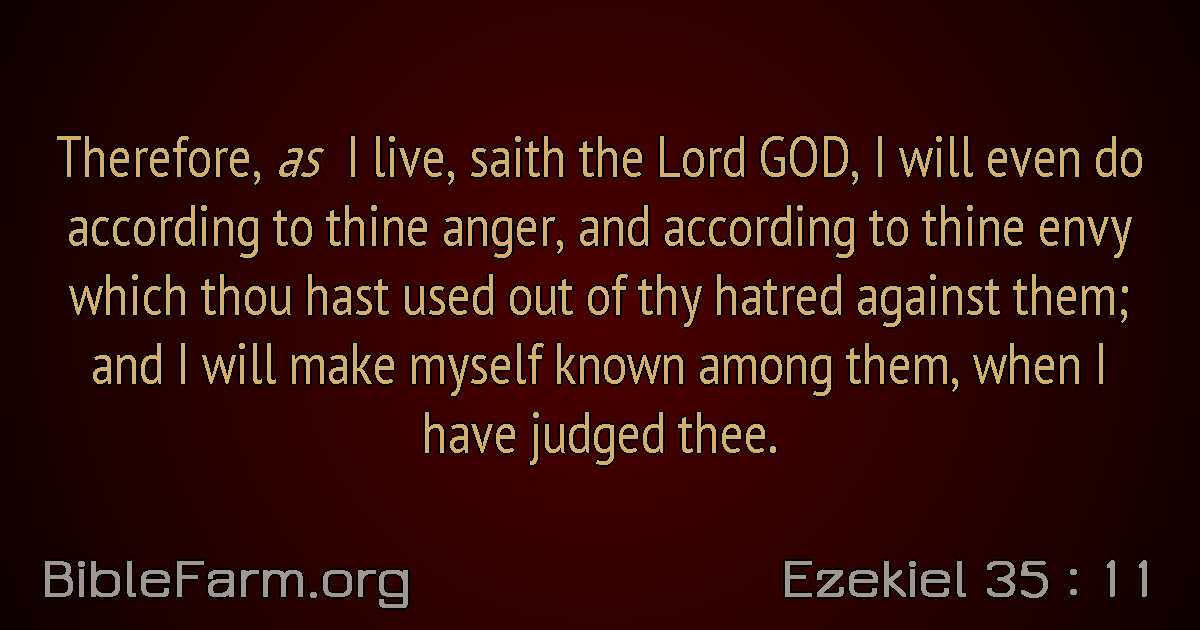 Therefore, as I live, saith the Lord GOD, I will even do
according to thine anger, and according to thine envy
which thou hast used out of thy hatred against them;
and I will make myself known among them, when I
have judged thee.
BibleFarm.org
Ezekiel 35 : 11